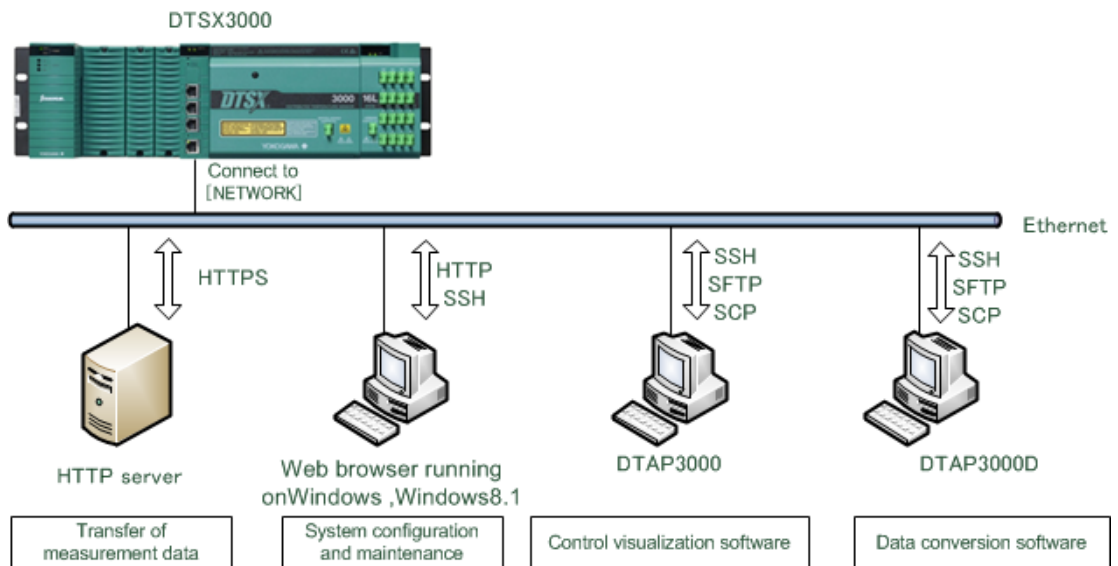 DTSX3000
DTSX
3000
16L
YOKOGAWA
Connect to
[NETWORK]
Ethernet
HTTPS
HTTP
SSH
SSH
SFTP
SCP
SSH
SFTP
SCP
HTTP server
Web browser running
onWindows ,Windows8.1
DTAP3000
DTAP3000D
Transfer of
measurement data
System configuration
and maintenance
Control visualization software
Data conversion software